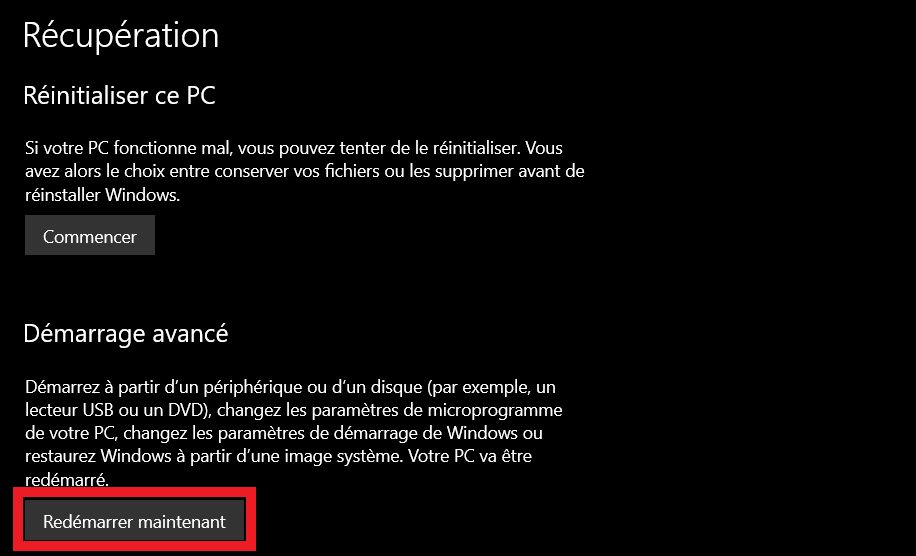 Récupération
Réinitialiser ce PC
Si votre PC fonctionne mal, vous pouvez tenter de le réinitialiser. Vous
avez alors le choix entre conserver vos fichiers ou les supprimer avant de
réinstaller Windows.
Commencer
Démarrage avancé
Démarrez à partir d’un périphérique ou d’un disque (par exemple, un
lecteur USB ou un DVD), changez les paramètres de microprogramme
de votre PC, changez les paramètres de démarrage de Windows ou
restaurez Windows à partir d’une image système. Votre PC va être
redémarré.
Redémarrer maintenant